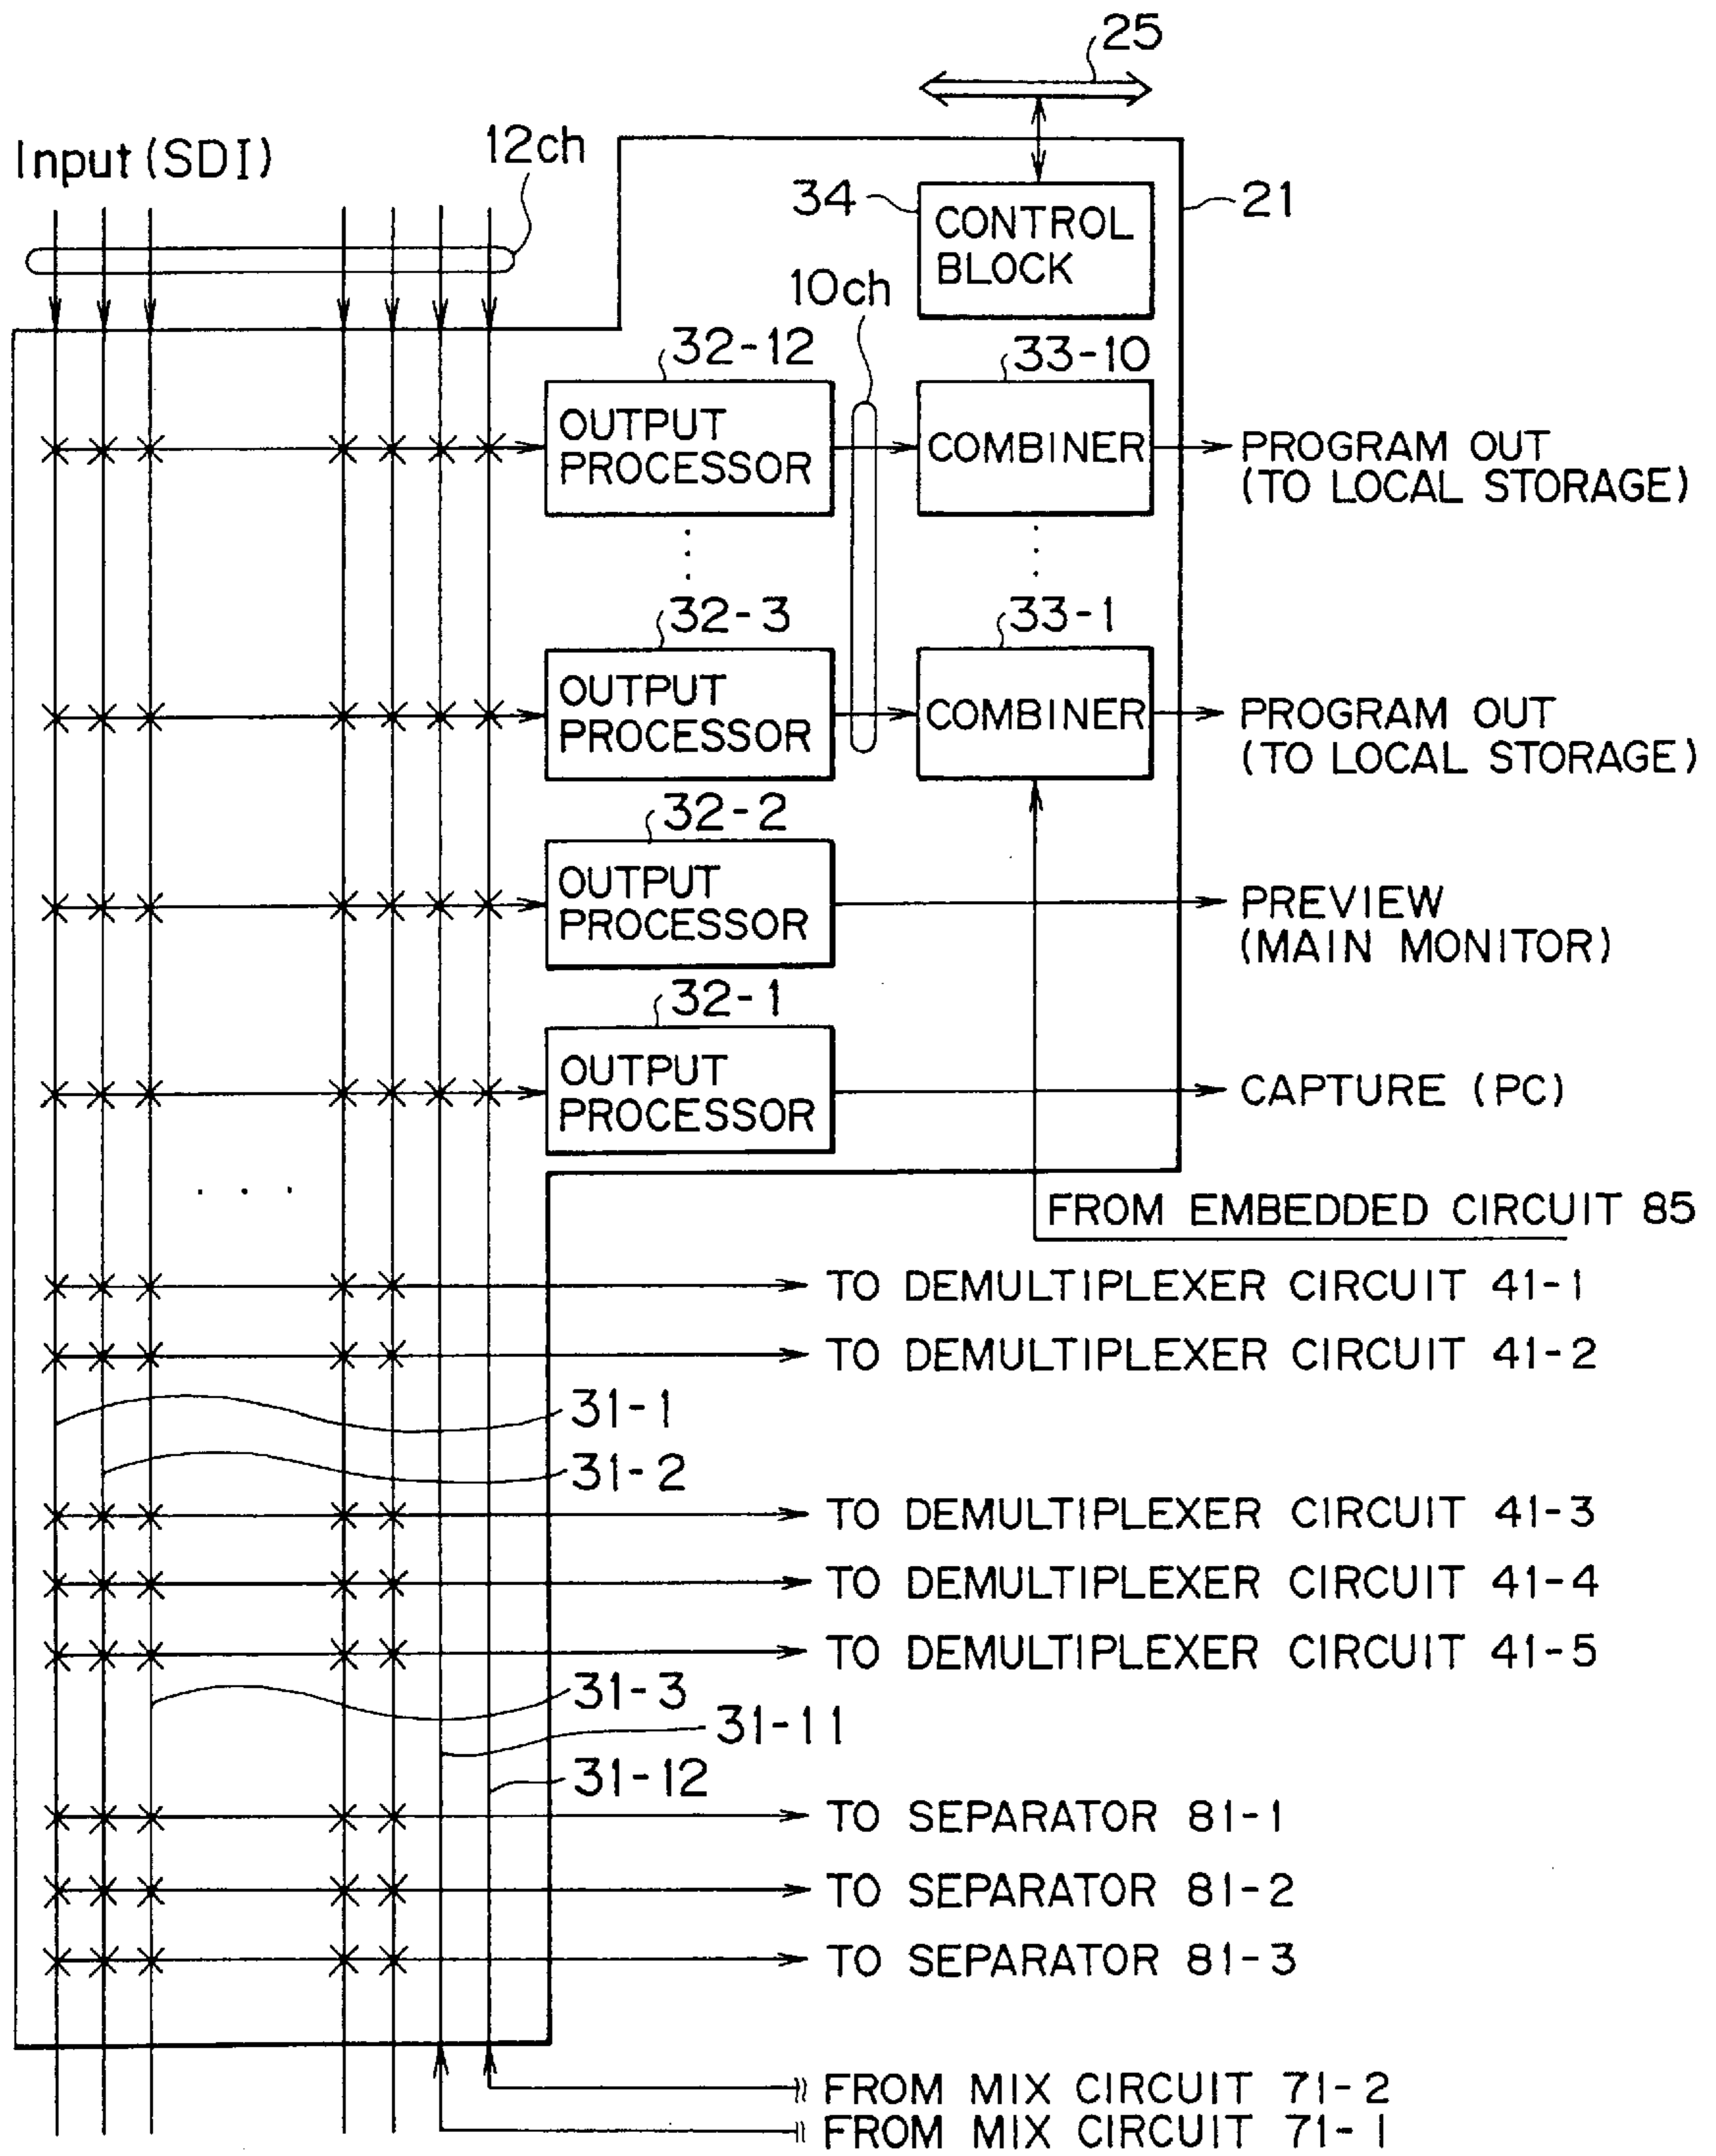 25
Input (SDI)
12ch
34
CONTROL
BLOCK
21
10ch
32-12
33-10
OUTPUT
PROCESSOR
COMBINER
PROGRAM OUT
(TO LOCAL STORAGE)
32-3
33-1
OUTPUT
PROCESSOR
COMBINER
PROGRAM OUT
(TO LOCAL STORAGE)
32-2
OUTPUT
PROCESSOR
PREVIEW
(MAIN MONITOR)
32-1
OUTPUT
PROCESSOR
CAPTURE (PC)
FROM EMBEDDED CIRCUIT 85
TO DEMULTIPLEXER CIRCUIT 41-1
TO DEMULTIPLEXER CIRCUIT 41-2
31-1
31-2
TO DEMULTIPLEXER CIRCUIT 41-3
TO DEMULTIPLEXER CIRCUIT 41-4
TO DEMULTIPLEXER CIRCUIT 41-5
31-3
31-11
31-12
TO SEPARATOR 81-1
TO SEPARATOR 81-2
TO SEPARATOR 81-3
FROM MIX CIRCUIT 71-2
FROM MIX CIRCUIT 71-1